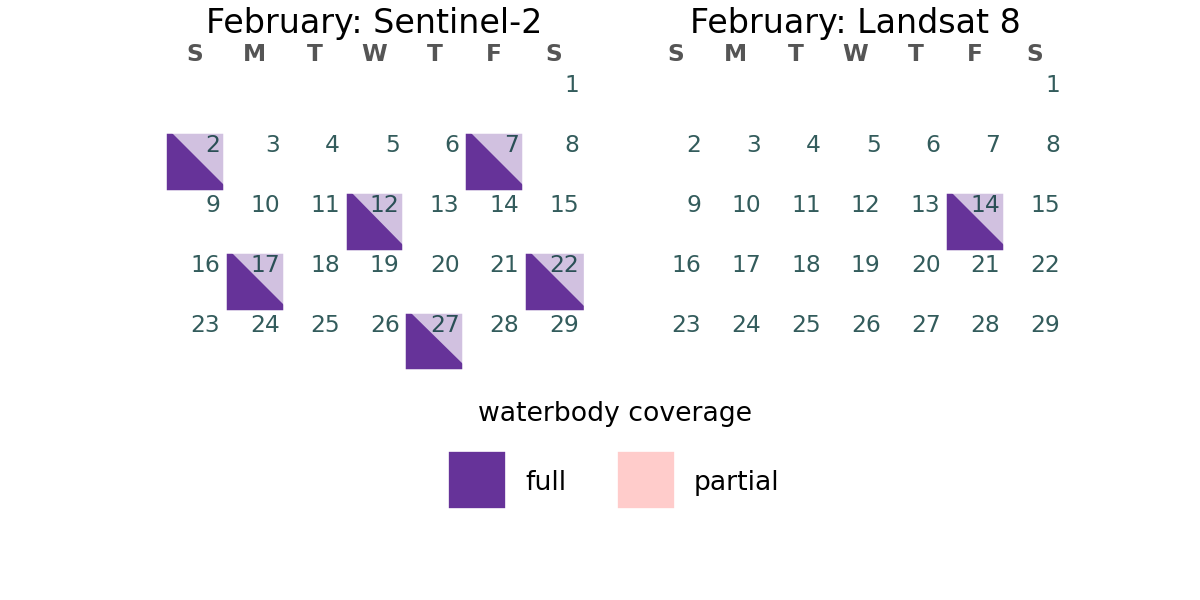 February: Sentinel-2
S M T W T F S
1
2 3 4 5 6 7 8
9 10 11 12 13 14 15
16 17 18 19 20 21 22
23 24 25 26 27 28 29
February: Landsat 8
S M T W T F S
1
2 3 4 5 6 7 8
9 10 11 12 13 14 15
16 17 18 19 20 21 22
23 24 25 26 27 28 29
waterbody coverage
full partial